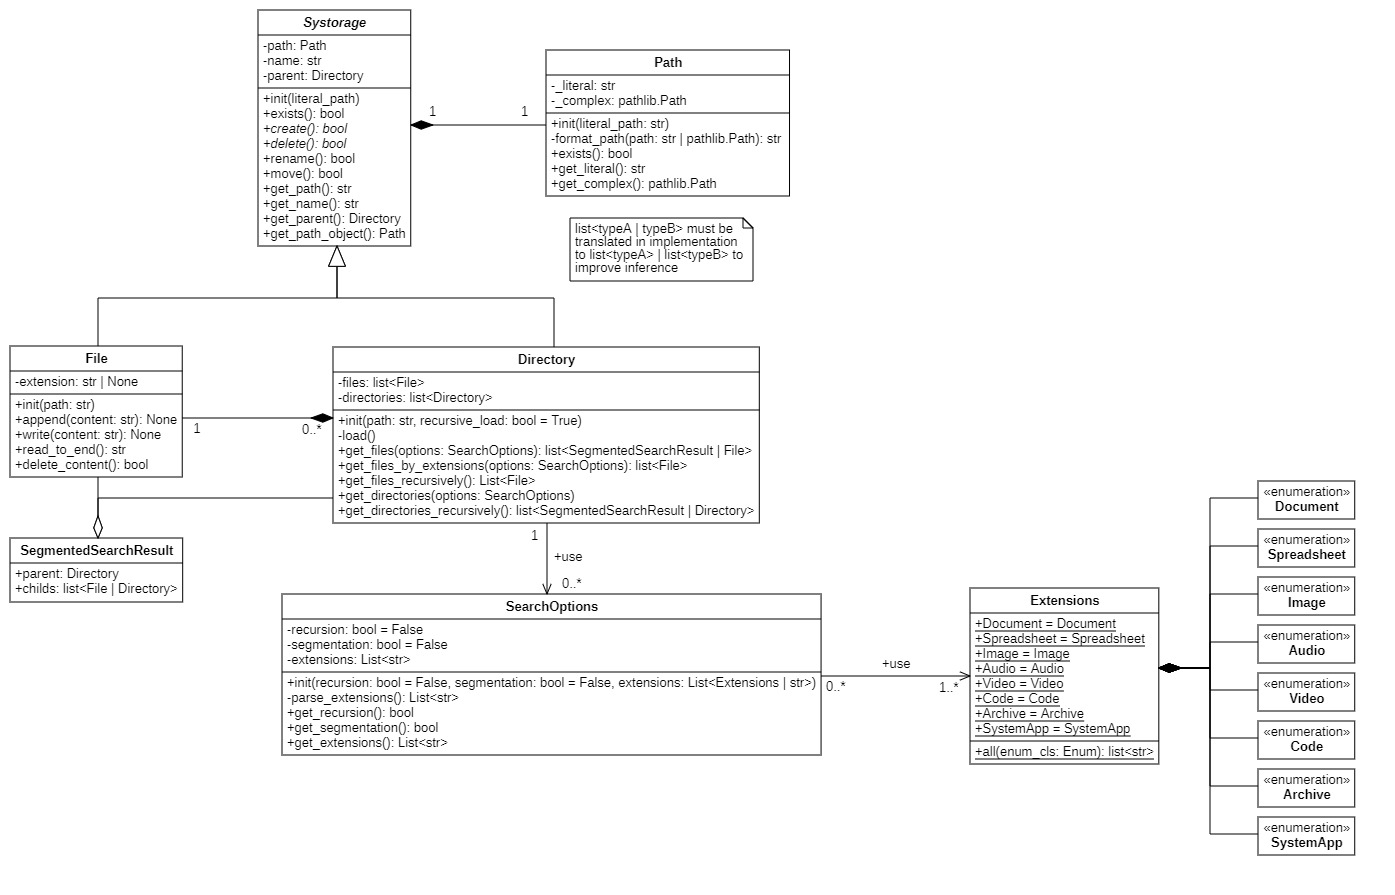 Systorage
-path: Path
-name: str
-parent: Directory
+init(literal_path)
+exists(): bool
+create(): bool
+delete(): bool
+rename(): bool
+move(): bool
+get_path(): str
+get_name(): str
+get_parent(): Directory
+get_path_object(): Path
1
1
Path
-_literal: str
-_complex: pathlib.Path
+init(literal_path: str)
-format_path(path: str | pathlib.Path): str
+exists(): bool
+get_literal(): str
+get_complex(): pathlib.Path
list<typeA | typeB> must be
translated in implementation
to list<typeA> | list<typeB> to
improve inference
File
-extension: str | None
+init(path: str)
+append(content: str): None
+write(content: str): None
+read_to_end(): str
+delete_content(): bool
1
0..*
Directory
-files: list<File>
-directories: list<Directory>
+init(path: str, recursive_load: bool = True)
-load()
+get_files(options: SearchOptions): list<SegmentedSearchResult | File>
+get_files_by_extensions(options: SearchOptions): list<File>
+get_files_recursively(): List<File>
+get_directories(options: SearchOptions)
+get_directories_recursively(): list<SegmentedSearchResult | Directory>
SegmentedSearchResult
+parent: Directory
+childs: list<File | Directory>
1
+use
0..*
SearchOptions
-recursion: bool = False
-segmentation: bool = False
-extensions: List<str>
+init(recursion: bool = False, segmentation: bool = False, extensions: List<Extensions | str>)
-parse_extensions(): List<str>
+get_recursion(): bool
+get_segmentation(): bool
+get_extensions(): List<str>
+use
0..*
1..*
Extensions
+Document = Document
+Spreadsheet = Spreadsheet
+Image = Image
+Audio = Audio
+Video = Video
+Code = Code
+Archive = Archive
+SystemApp = SystemApp
+all(enum_cls: Enum): list<str>
«enumeration»
Document
«enumeration»
Spreadsheet
«enumeration»
Image
«enumeration»
Audio
«enumeration»
Video
«enumeration»
Code
«enumeration»
Archive
«enumeration»
SystemApp